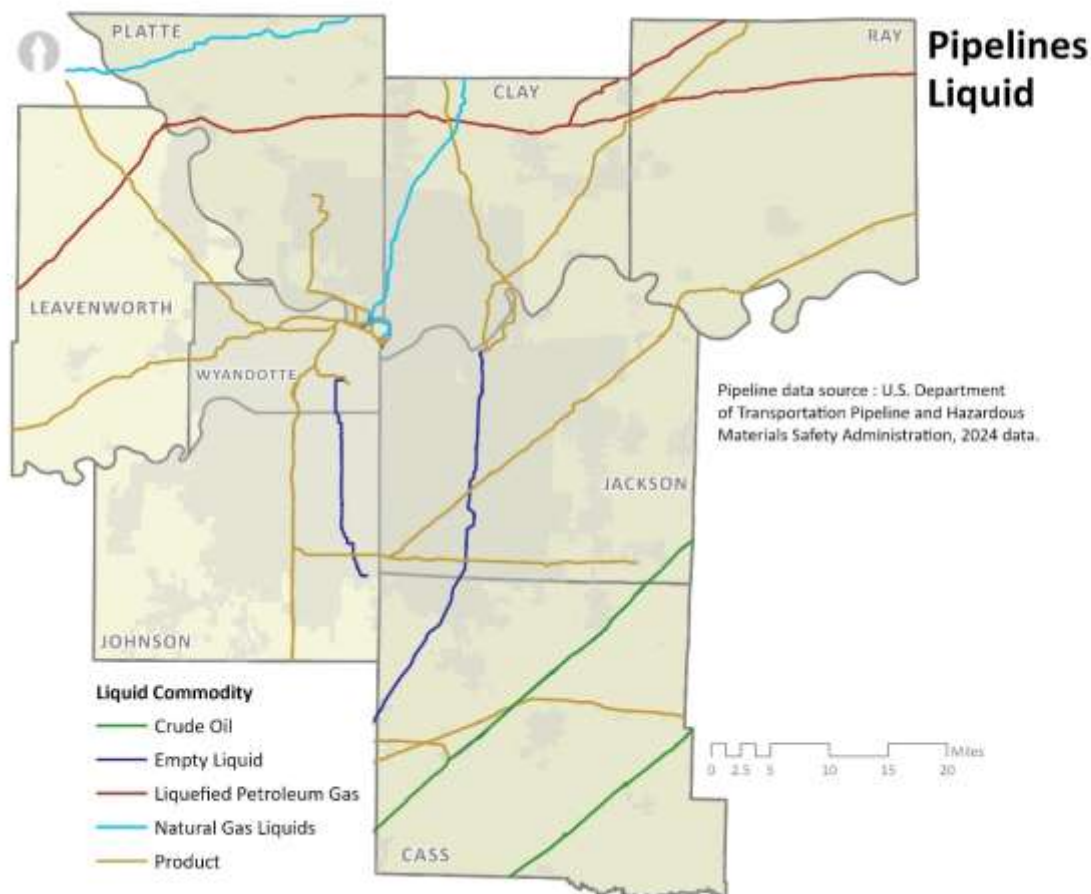 PLATTE
RAY
Pipelines
Liquid
CLAY
LEAVENWORTH
WYANDOTTE
Pipeline data source : U.S. Department
of Transportation Pipeline and Hazardous
Materials Safety Administration, 2024 data.
JACKSON
JOHNSON
Liquid Commodity
Crude Oil
Empty Liquid
Liquefied Petroleum Gas
Natural Gas Liquids
Product
Miles
0 2.5 5 10 15 20
CASS